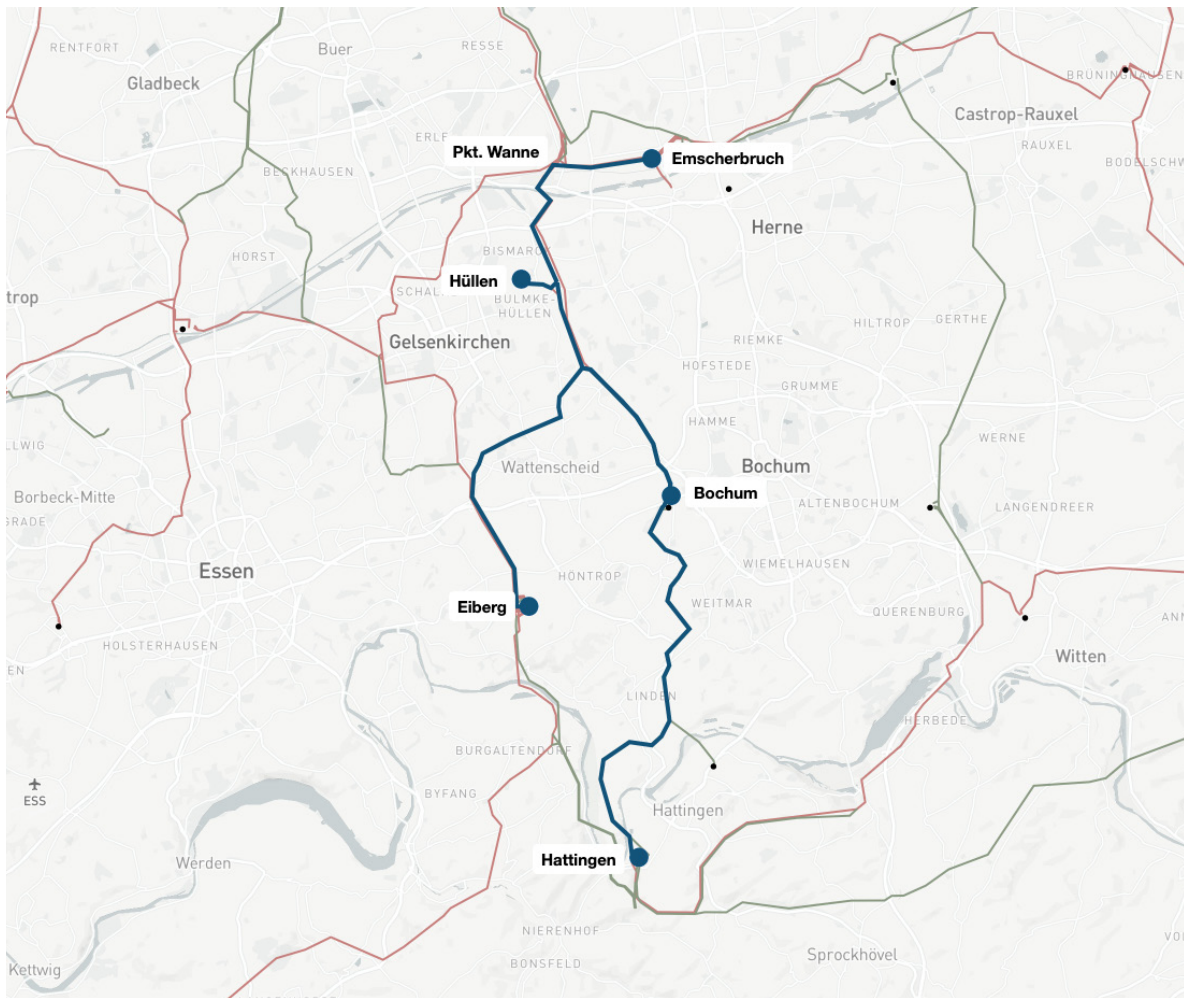 RENTFORT
Buer
RESSE
Gladbeck
BRÜNINGHAUSEN
Castrop-Rauxel
ERLE
RAUXEL
Pkt. Wanne
Emscherbruch
BODELSCHW
BECKHAUSEN
Herne
BISMARCK
HORST
Hüllen
SCHAL
BULMKE-
HÜLLEN
trop
HILTROP
GERTHE
Gelsenkirchen
RIEMKE
HOFSTEDE
GRUMME
HAMME
WERNE
LLWIG
Wattenscheid
Bochum
Borbeck-Mitte
Bochum
ALTENBOCHUM
LANGENDREER
GRADE
Essen
WIEMELHAUSEN
HÖNTROP
WEITMAR
Eiberg
QUERENBURG
ANN
HOLSTERHAUSEN
Witten
EN
LINDEN
HERBEDE
BURGALTENDORF
BYFANG
ESS
Hattingen
Werden
Hattingen
NIERENHOF
Sprockhövel
VO
BONSFELD
Kettwig